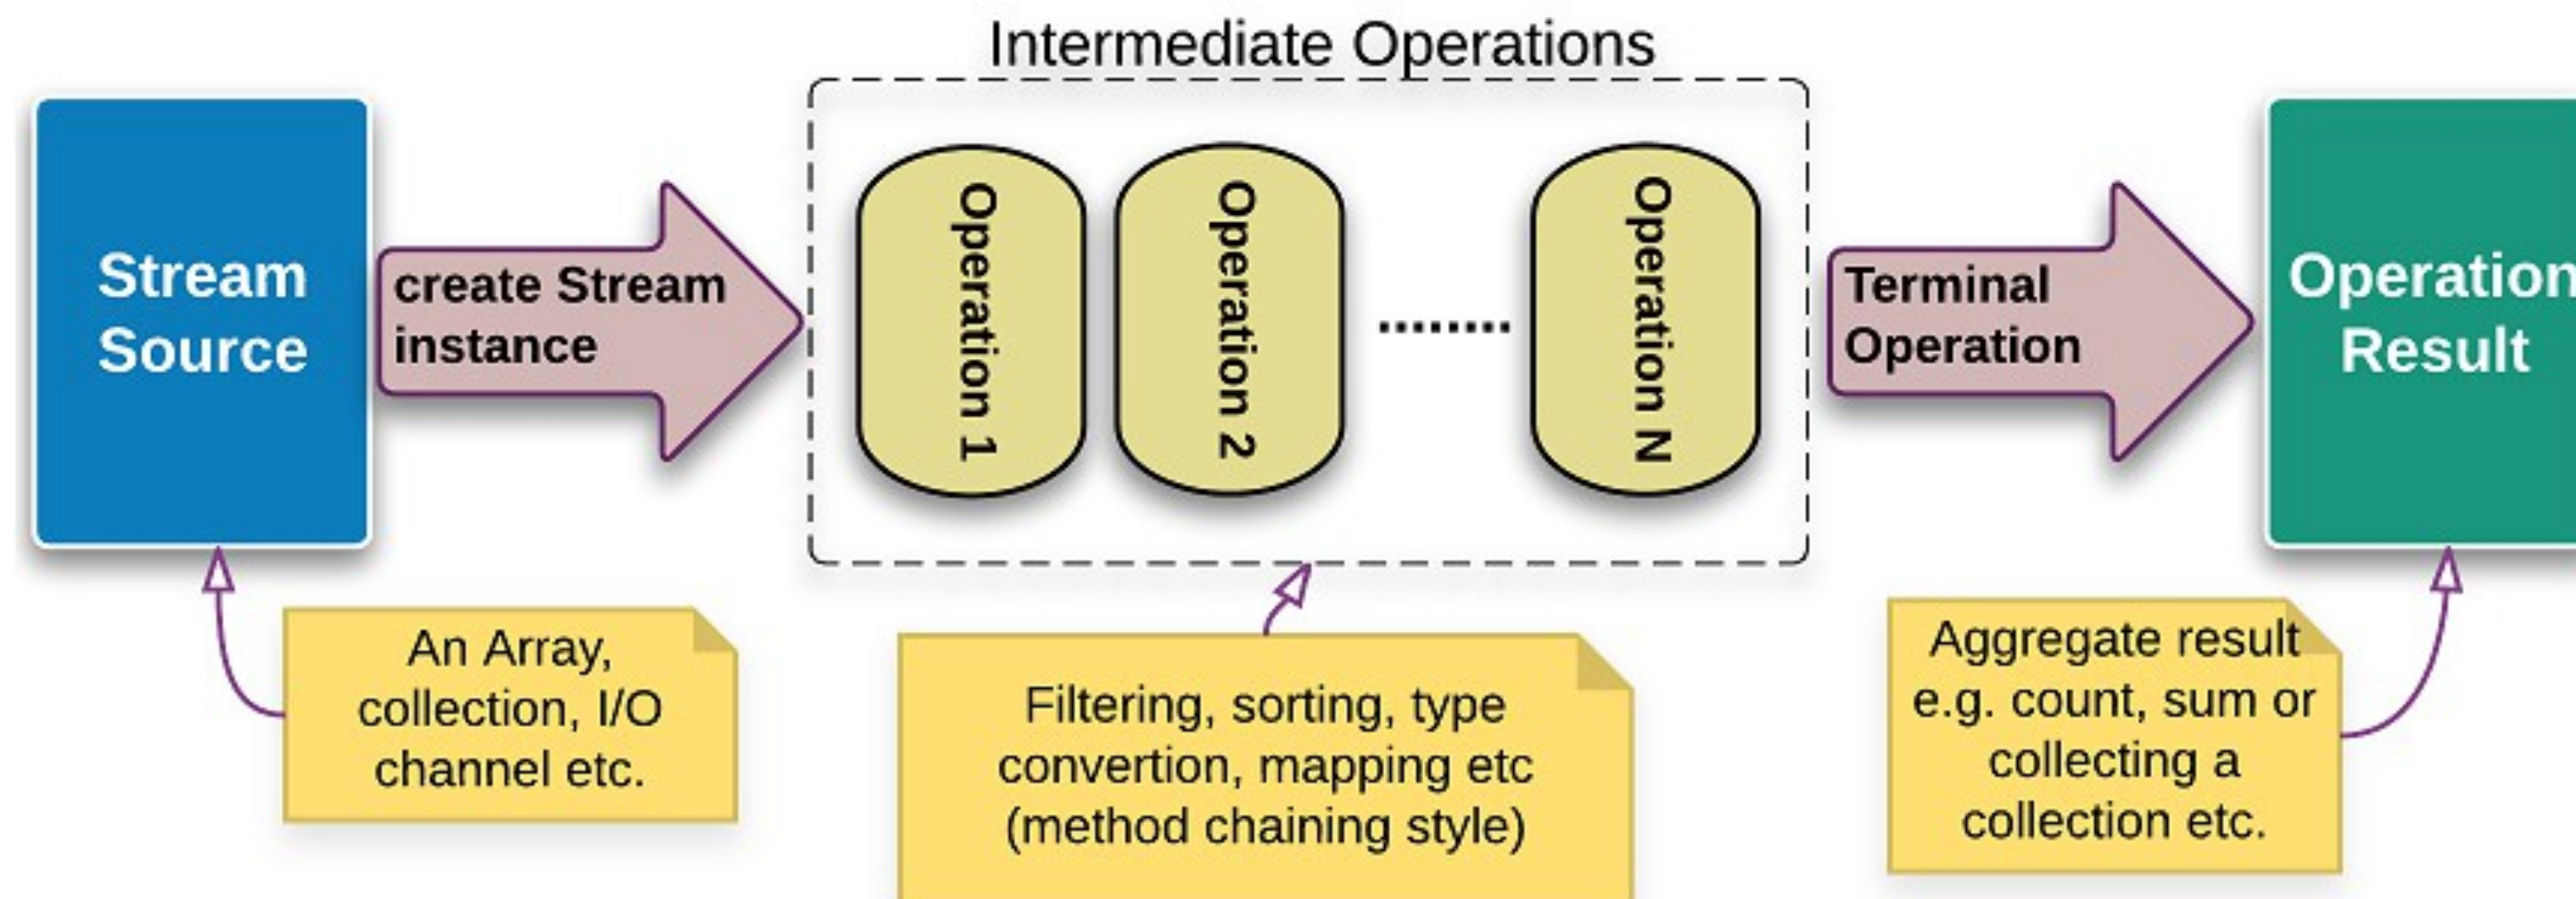 Intermediate Operations
Stream
Source
create Stream
instance
Operation 1
Operation 2
Operation N
Terminal
Operation
Operation
Result
An Array,
collection, I/O
channel etc.
Filtering, sorting, type
convertion, mapping etc
(method chaining style)
Aggregate result
e.g. count, sum or
collecting a
collection etc.